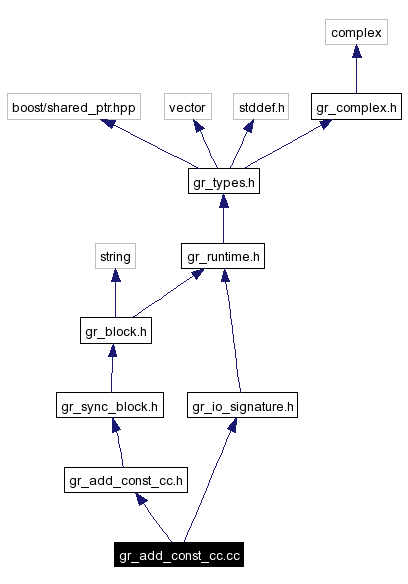 complex
boost/shared_ptr.hpp
vector
stddef.h
gr_complex.h
gr_types.h
string
gr_runtime.h
gr_block.h
gr_sync_block.h
gr_io_signature.h
gr_add_const_cc.h
gr_add_const_cc.cc